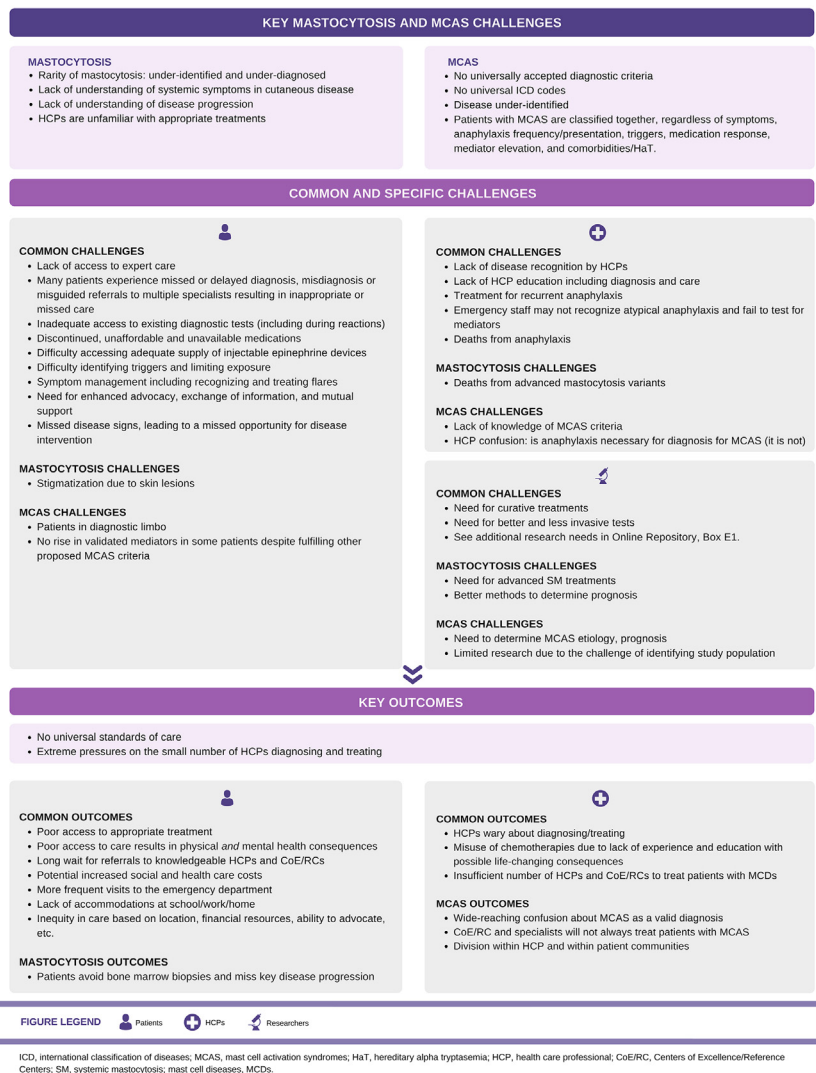 KEY MASTOCYTOSIS AND MCAS CHALLENGES
MASTOCYTOSIS
• Rarity of mastocytosis: under-identified and under-diagnosed
• Lack of understanding of systemic symptoms in cutaneous disease
• Lack of understanding of disease progression
• HCPs are unfamiliar with appropriate treatments
MCAS
• No universally accepted diagnostic criteria
• No universal ICD codes
• Disease under-identified
• Patients with MCAS are classified together, regardless of symptoms,
anaphylaxis frequency/presentation, triggers, medication response,
mediator elevation, and comorbidities/HaT.
COMMON AND SPECIFIC CHALLENGES
COMMON CHALLENGES
• Lack of access to expert care
• Many patients experience missed or delayed diagnosis, misdiagnosis or
misguided referrals to multiple specialists resulting in inappropriate or
missed care
• Inadequate access to existing diagnostic tests (including during reactions)
• Discontinued, unaffordable and unavailable medications
• Difficulty accessing adequate supply of injectable epinephrine devices
• Difficulty identifying triggers and limiting exposure
• Symptom management including recognizing and treating flares
• Need for enhanced advocacy, exchange of information, and mutual
support
• Missed disease signs, leading to a missed opportunity for disease
intervention
MASTOCYTOSIS CHALLENGES
• Stigmatization due to skin lesions
MCAS CHALLENGES
• Patients in diagnostic limbo
• No rise in validated mediators in some patients despite fulfilling other
proposed MCAS criteria
COMMON CHALLENGES
• Lack of disease recognition by HCPs
• Lack of HCP education including diagnosis and care
• Treatment for recurrent anaphylaxis
• Emergency staff may not recognize atypical anaphylaxis and fail to test for
mediators
• Deaths from anaphylaxis
MASTOCYTOSIS CHALLENGES
• Deaths from advanced mastocytosis variants
MCAS CHALLENGES
• Lack of knowledge of MCAS criteria
• HCP confusion: is anaphylaxis necessary for diagnosis for MCAS (it is not)
COMMON CHALLENGES
• Need for curative treatments
• Need for better and less invasive tests
• See additional research needs in Online Repository, Box E1.
MASTOCYTOSIS CHALLENGES
• Need for advanced SM treatments
• Better methods to determine prognosis
MCAS CHALLENGES
• Need to determine MCAS etiology, prognosis
• Limited research due to the challenge of identifying study population
KEY OUTCOMES
• No universal standards of care
• Extreme pressures on the small number of HCPs diagnosing and treating
COMMON OUTCOMES
• Poor access to appropriate treatment
• Poor access to care results in physical and mental health consequences
• Long wait for referrals to knowledgeable HCPs and CoE/RCs
• Potential increased social and health care costs
• More frequent visits to the emergency department
• Lack of accommodations at school/work/home
• Inequity in care based on location, financial resources, ability to advocate,
etc.
MASTOCYTOSIS OUTCOMES
• Patients avoid bone marrow biopsies and miss key disease progression
COMMON OUTCOMES
• HCPs wary about diagnosing/treating
• Misuse of chemotherapies due to lack of experience and education with
possible life-changing consequences
• Insufficient number of HCPs and CoE/RCs to treat patients with MCDs
MCAS OUTCOMES
• Wide-reaching confusion about MCAS as a valid diagnosis
• CoE/RC and specialists will not always treat patients with MCAS
• Division within HCP and within patient communities
FIGURE LEGEND Patients HCPs Researchers
ICD, international classification of diseases; MCAS, mast cell activation syndromes; HaT, hereditary alpha tryptasemia; HCP, health care professional; CoE/RC, Centers of Excellence/Reference
Centers; SM, systemic mastocytosis; mast cell diseases, MCDs.